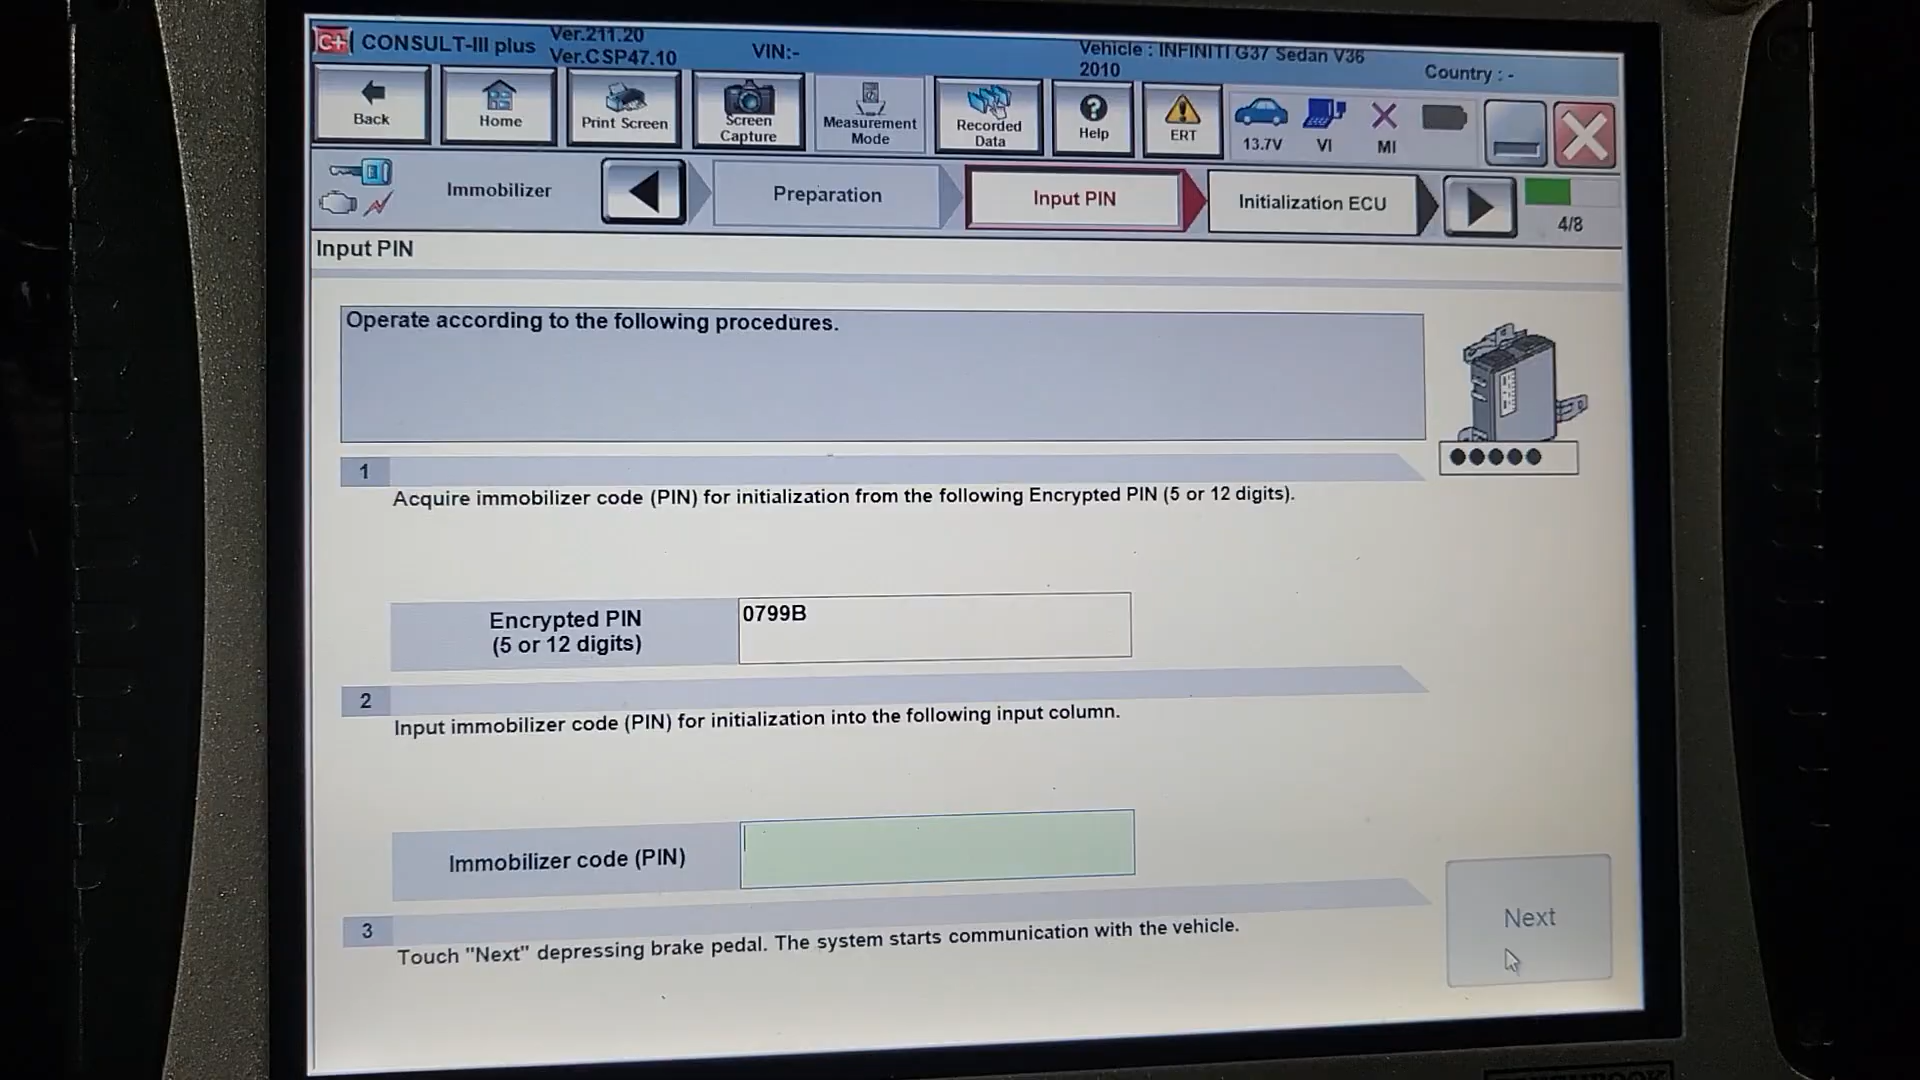 CONSULT-III plus
Ver.211.20
Ver.CSP47.10
VIN:-
Vehicle : INFINITI G37 Sedan V36
2010
Country : -
Back
Home
Print Screen
Screen
Capture
Measurement
Mode
Recorded
Data
Help
ERT
13.7V
VI
MI
Immobilizer
Preparation
Input PIN
Initialization ECU
4/8
Input PIN
Operate according to the following procedures.
1
Acquire immobilizer code (PIN) for initialization from the following Encrypted PIN (5 or 12 digits).
Encrypted PIN
(5 or 12 digits)
0799B
2
Input immobilizer code (PIN) for initialization into the following input column.
Immobilizer code (PIN)
3
Touch "Next" depressing brake pedal. The system starts communication with the vehicle.
Next